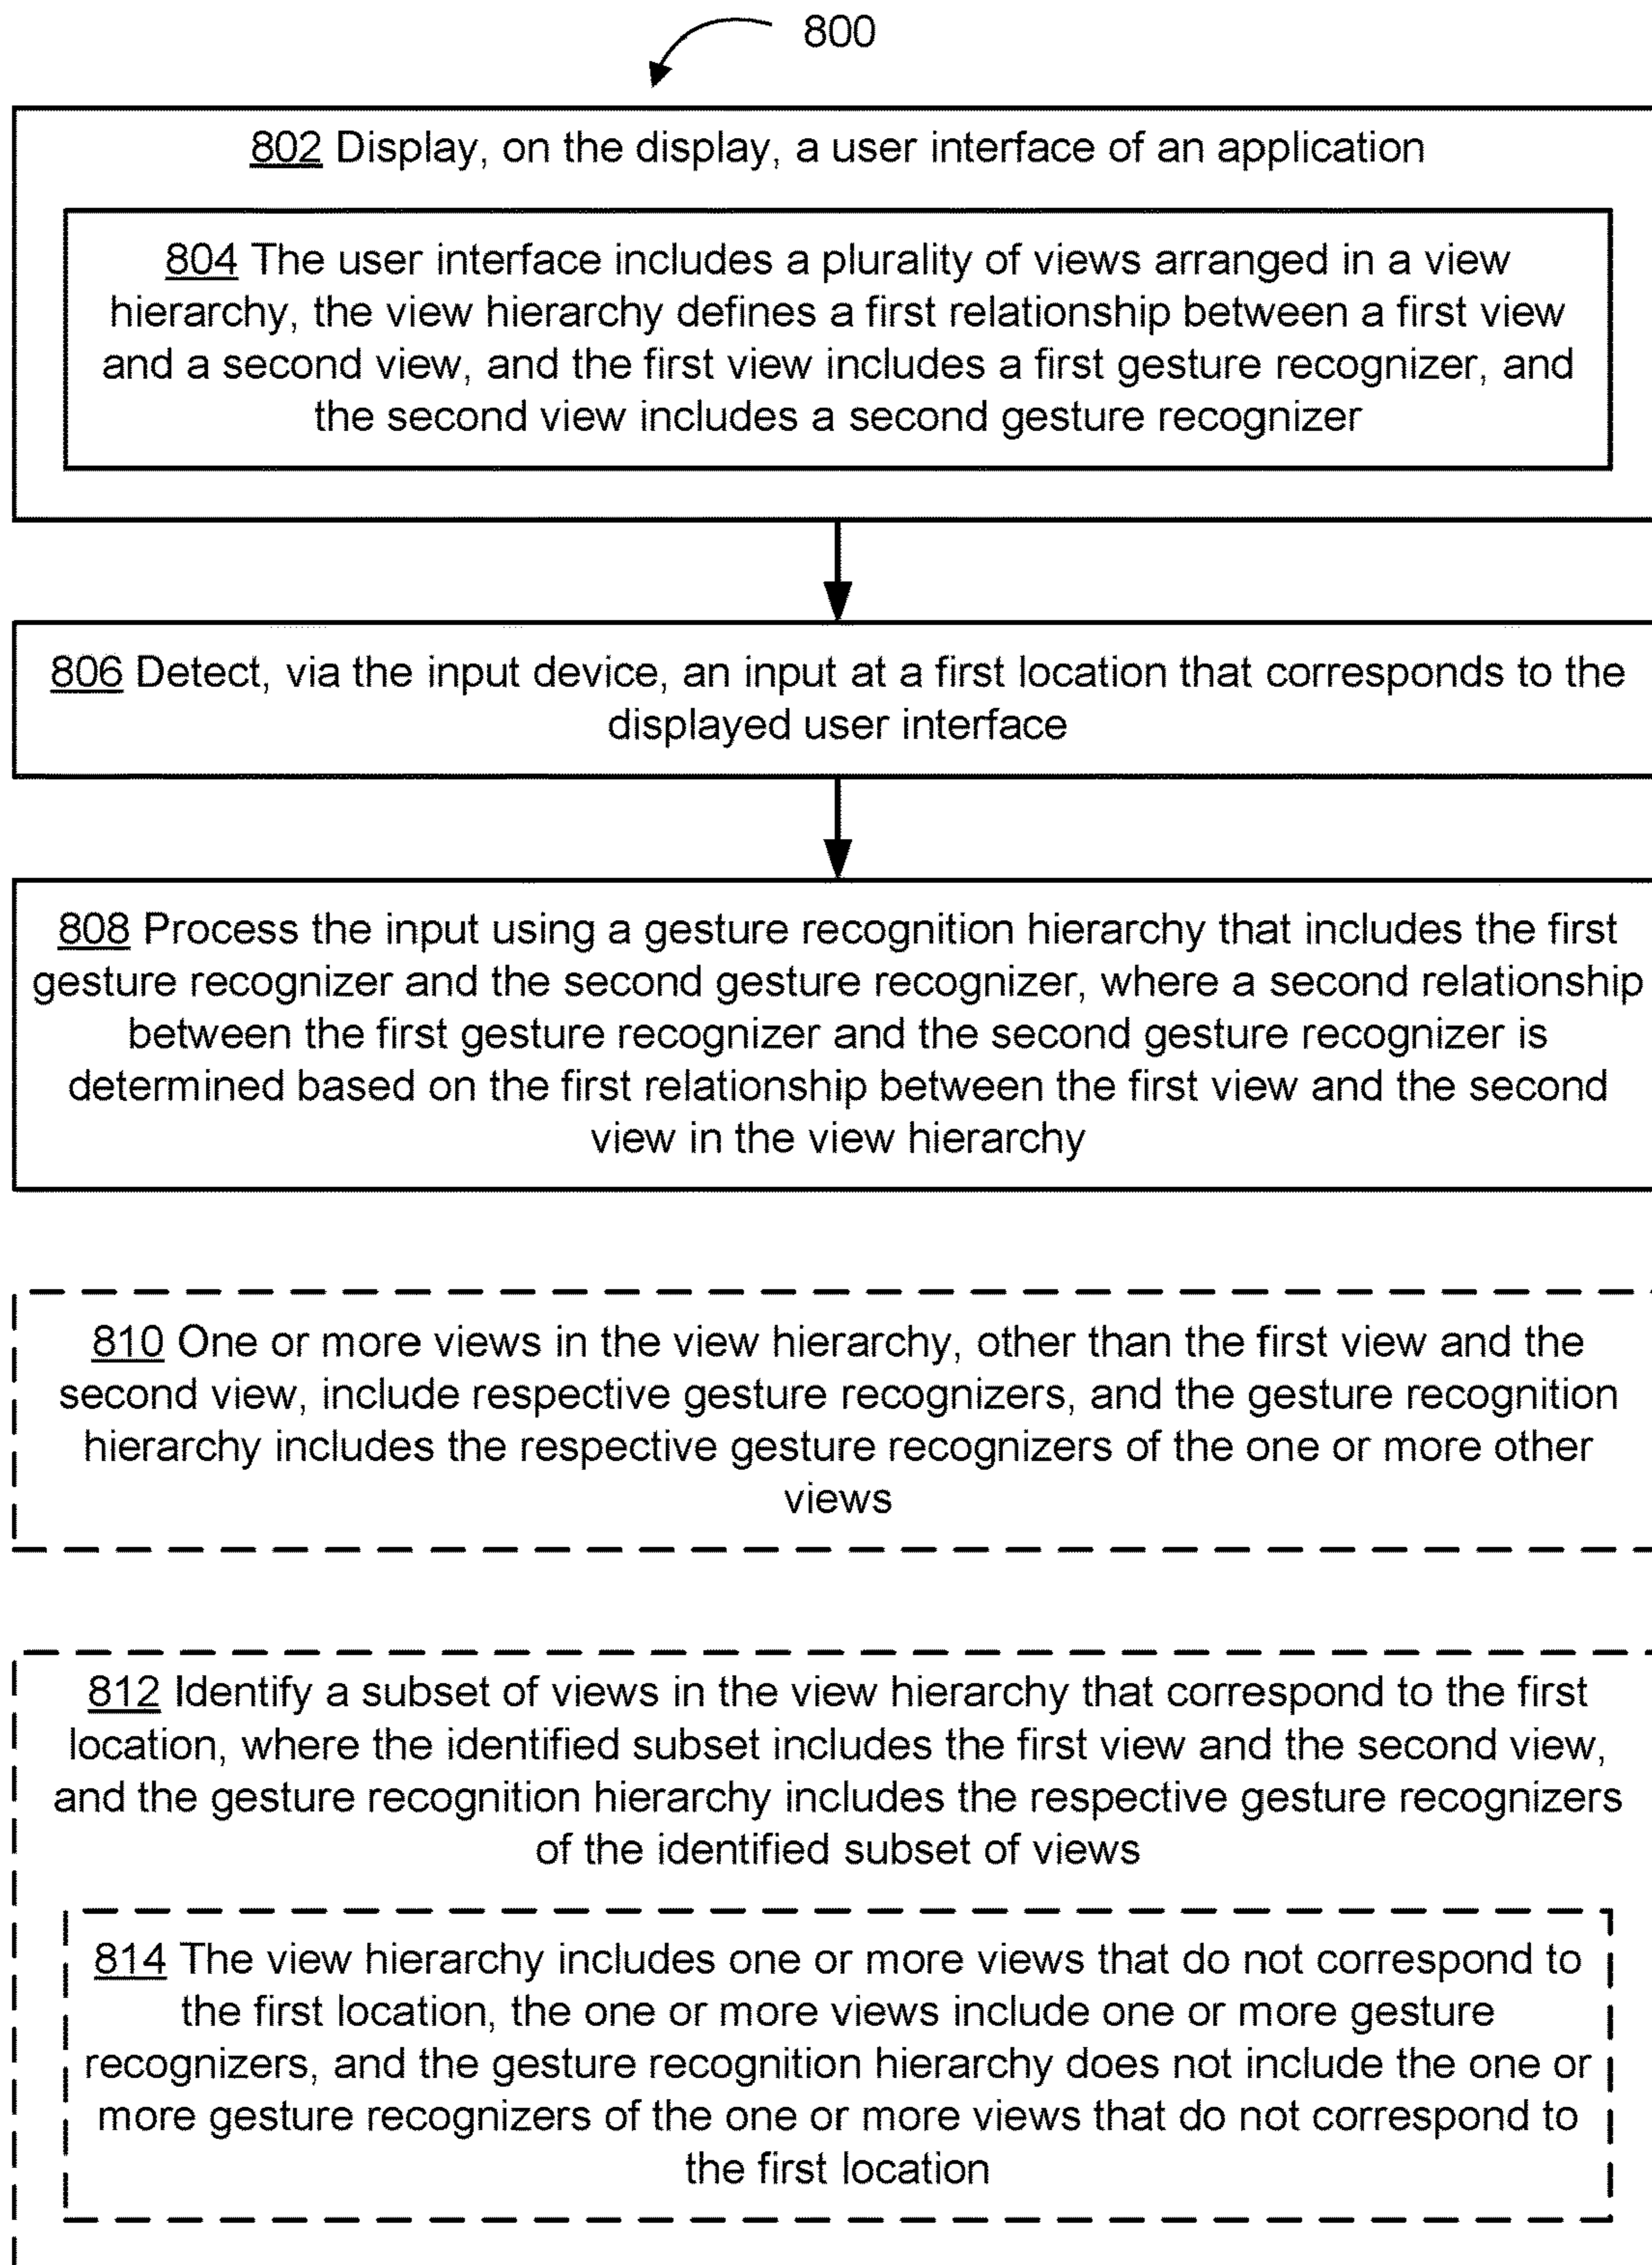 800
802 Display, on the display, a user interface of an application
804 The user interface includes a plurality of views arranged in a view
hierarchy, the view hierarchy defines a first relationship between a first view
and a second view, and the first view includes a first gesture recognizer, and
the second view includes a second gesture recognizer
806 Detect, via the input device, an input at a first location that corresponds to the
displayed user interface
808 Process the input using a gesture recognition hierarchy that includes the first
gesture recognizer and the second gesture recognizer, where a second relationship
between the first gesture recognizer and the second gesture recognizer is
determined based on the first relationship between the first view and the second
view in the view hierarchy
810 One or more views in the view hierarchy, other than the first view and the
second view, include respective gesture recognizers, and the gesture recognition
hierarchy includes the respective gesture recognizers of the one or more other
views
812 Identify a subset of views in the view hierarchy that correspond to the first
location, where the identified subset includes the first view and the second view,
and the gesture recognition hierarchy includes the respective gesture recognizers
of the identified subset of views
814 The view hierarchy includes one or more views that do not correspond to
the first location, the one or more views include one or more gesture
recognizers, and the gesture recognition hierarchy does not include the one or
more gesture recognizers of the one or more views that do not correspond to
the first location